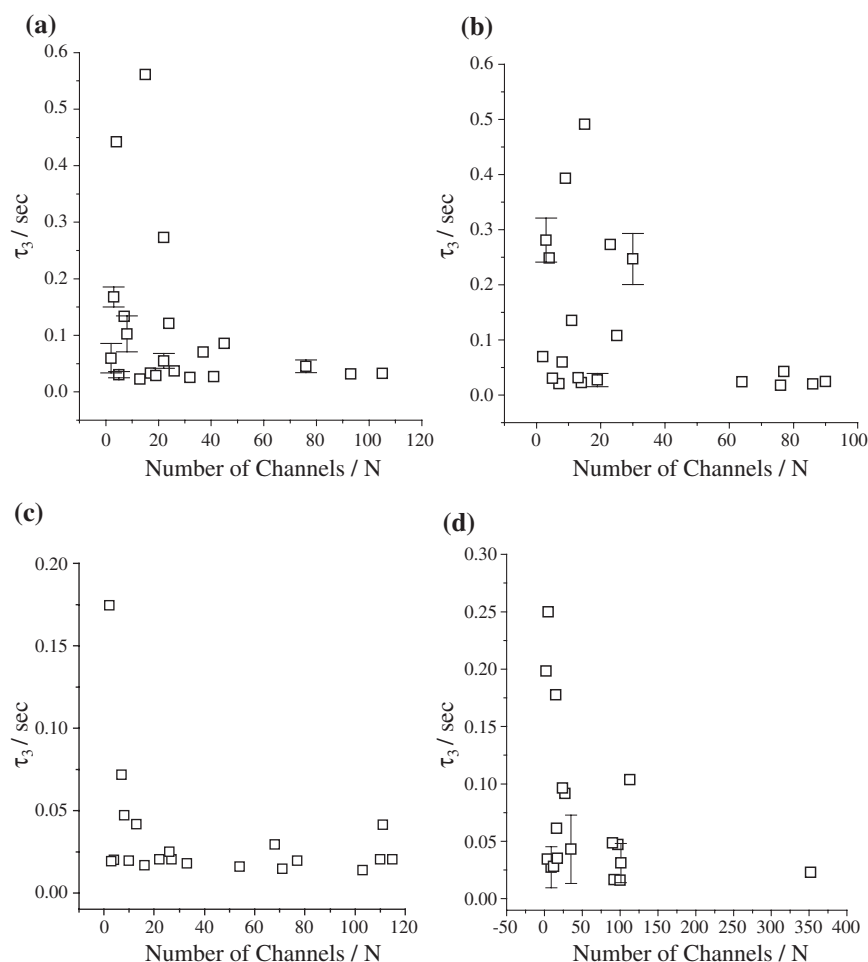 (a)
0.6
0.5
0.4
0.3
0.2
0.1
0.0
τ3 / sec
0 20 40 60 80 100 120
Number of Channels / N
(b)
0.6
0.5
0.4
0.3
0.2
0.1
0.0
τ3 / sec
0 20 40 60 80 100
Number of Channels / N
(c)
0.20
0.15
0.10
0.05
0.00
τ3 / sec
0 20 40 60 80 100 120
Number of Channels / N
(d)
0.30
0.25
0.20
0.15
0.10
0.05
0.00
τ3 / sec
-50 0 50 100 150 200 250 300 350 400
Number of Channels / N